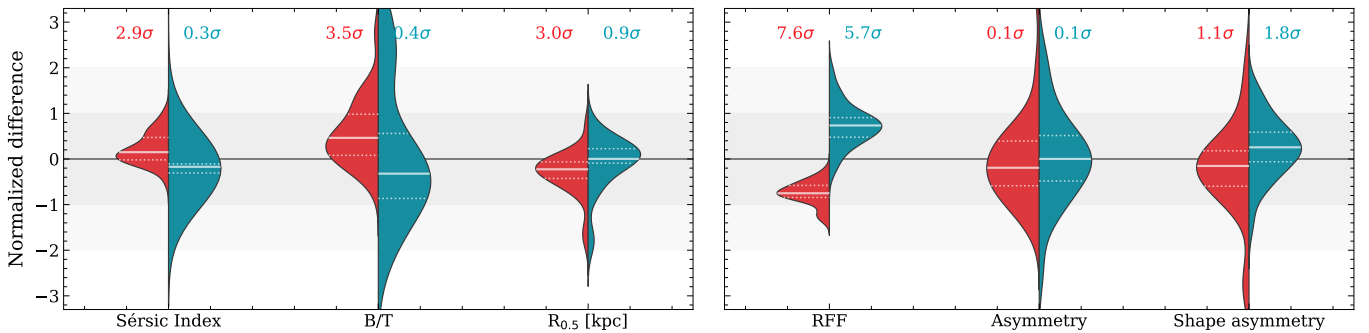 Normalized difference
3
2
1
0
−1
−2
−3
2.9σ 0.3σ 3.5σ 0.4σ 3.0σ 0.9σ
7.6σ 5.7σ 0.1σ 0.1σ 1.1σ 1.8σ
Sérsic Index B/T R0.5 [kpc]
RFF Asymmetry Shape asymmetry